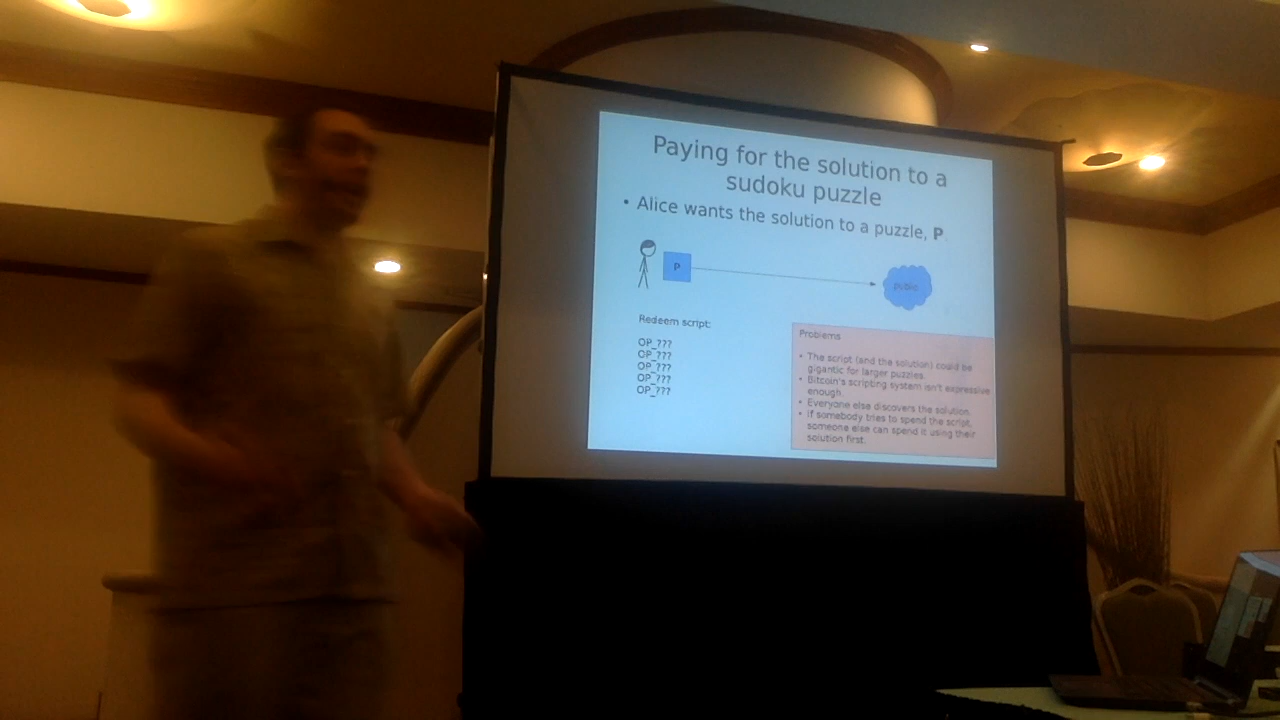 Paying for the solution to a
sudoku puzzle
• Alice wants the solution to a puzzle, P.
P
public
Redeem script:
OP_???
OP_???
OP_???
OP_???
OP_???
Problems
• The script (and the solution) could be
gigantic for larger puzzles.
• Bitcoin's scripting system isn't expressive
enough.
• Everyone else discovers the solution.
• If somebody tries to spend the script,
someone else can spend it using their
solution first.